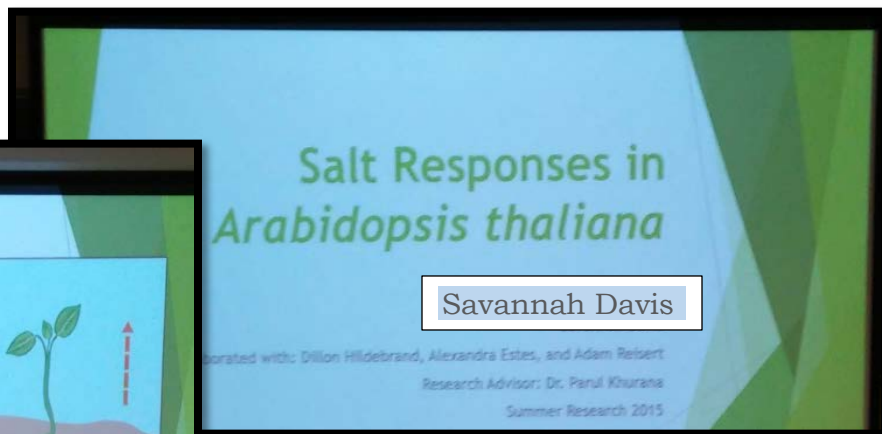 Salt Responses in
Arabidopsis thaliana
Savannah Davis
borated with: Dillon Hildebrand, Alexandra Estes, and Adam Reisert
Research Advisor: Dr. Parul Khurana
Summer Research 2015